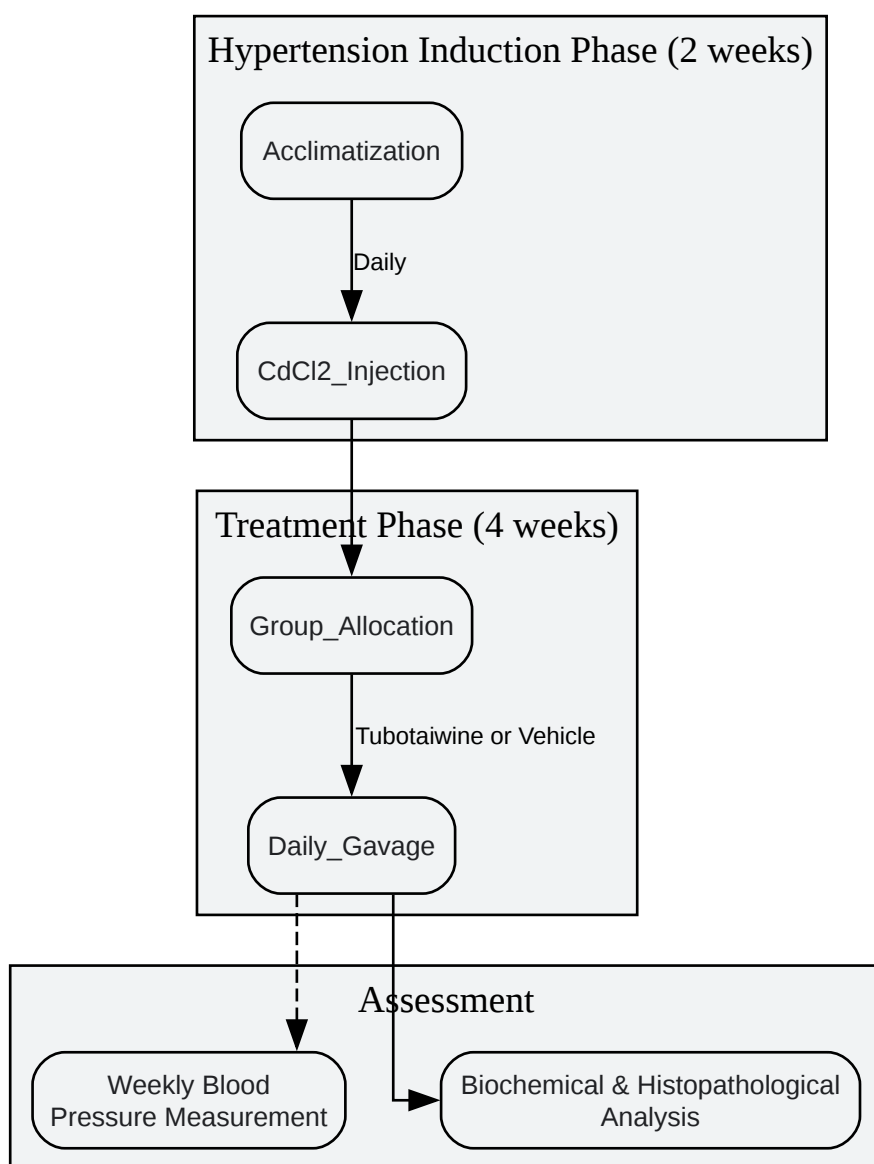 Hypertension Induction Phase (2 weeks)
Acclimatization
Daily
CdCl2_Injection
Treatment Phase (4 weeks)
Group_Allocation
Tubotaiwine or Vehicle
Daily_Gavage
Assessment
Weekly Blood
Pressure Measurement
Biochemical & Histopathological
Analysis